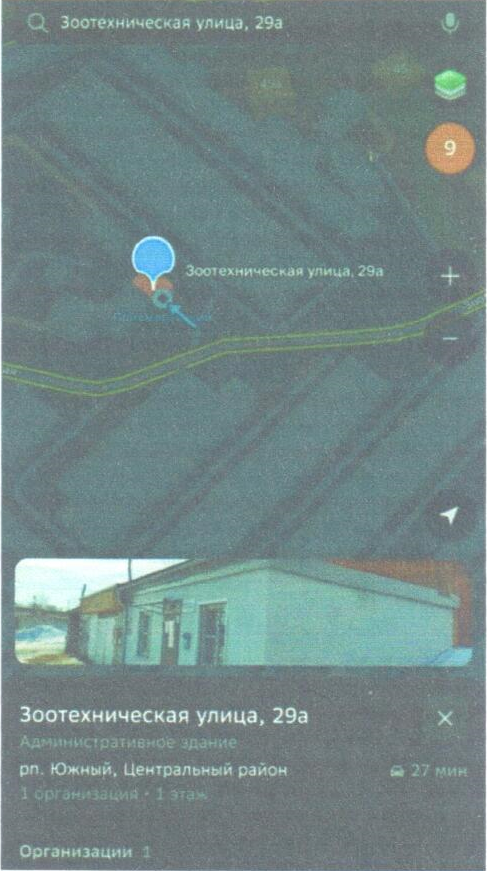 Зоотехническая улица, 29а
9
Зоотехническая улица, 29а
+
−
Зоотехническая улица, 29а
Административное здание
рп. Южный, Центральный район
27 мин
1 организация • 1 этаж
Организации 1